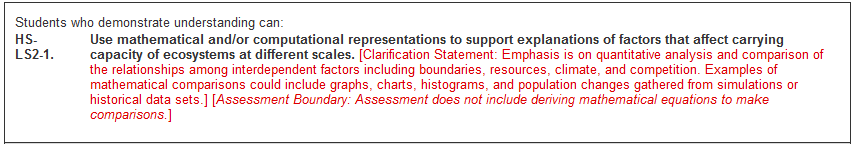 Students who demonstrate understanding can:
HS-LS2-1. Use mathematical and/or computational representations to support explanations of factors that affect carrying
capacity of ecosystems at different scales. [Clarification Statement: Emphasis is on quantitative analysis and comparison of
the relationships among interdependent factors including boundaries, resources, climate, and competition. Examples of
mathematical comparisons could include graphs, charts, histograms, and population changes gathered from simulations or
historical data sets.] [Assessment Boundary: Assessment does not include deriving mathematical equations to make
comparisons.]